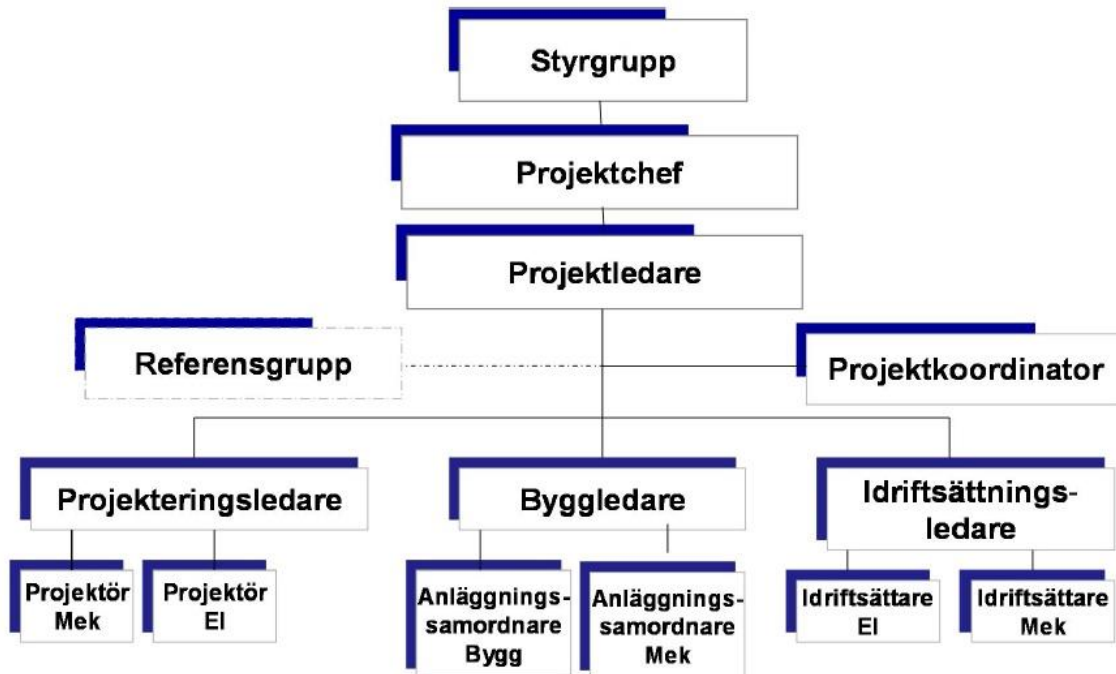 Styrgrupp
Projektchef
Projektledare
Referensgrupp
Projektkoordinator
Projekteringsledare
Byggledare
Idriftsättnings-
ledare
Projektör
Mek
Projektör
El
Anläggnings-
samordnare
Bygg
Anläggnings-
samordnare
Mek
Idriftsättare
El
Idriftsättare
Mek